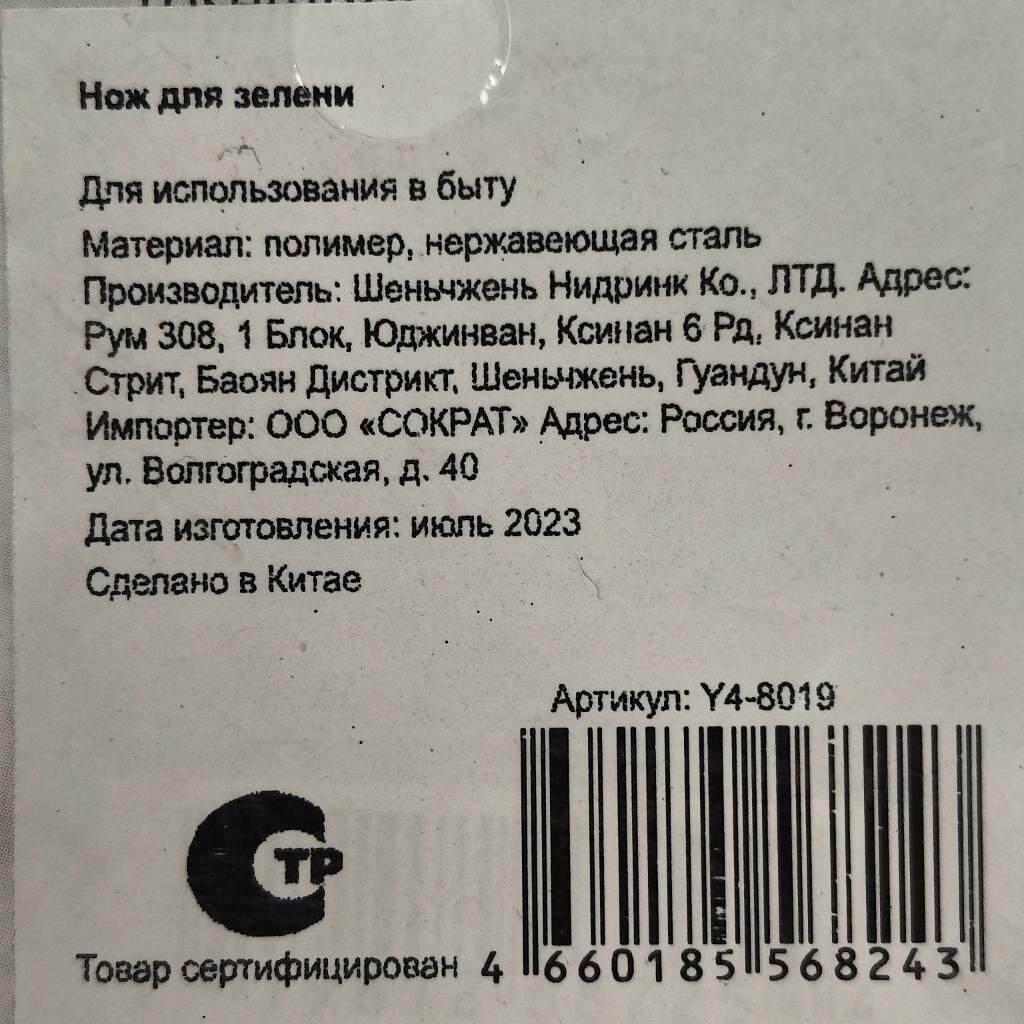 Нож для зелени
Для использования в быту
Материал: полимер, нержавеющая сталь
Производитель: Шеньчжень Нидринк Ко., ЛТД. Адрес:
Рум 308, 1 Блок, Юджинван, Ксинан 6 Рд, Ксинан
Стрит, Баоян Дистрикт, Шеньчжень, Гуандун, Китай
Импортер: ООО «СОКРАТ» Адрес: Россия, г. Воронеж,
ул. Волгоградская, д. 40
Дата изготовления: июль 2023
Сделано в Китае
Артикул: Y4-8019
СТР
Товар сертифицирован
4 660185 568243